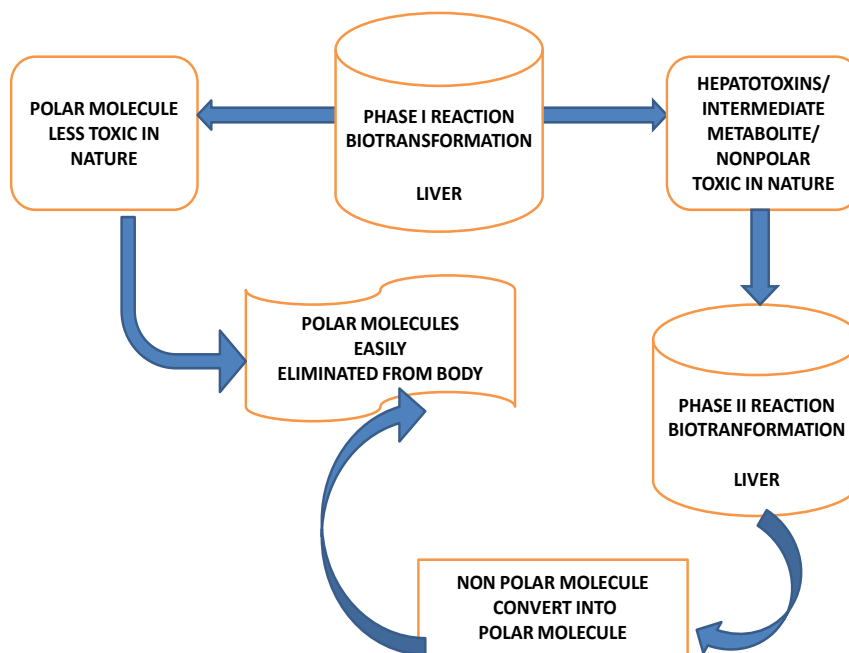 POLAR MOLECULE
LESS TOXIC IN
NATURE
PHASE I REACTION
BIOTRANSFORMATION
LIVER
HEPATOTOXINS/
INTERMEDIATE
METABOLITE/
NONPOLAR
TOXIC IN NATURE
POLAR MOLECULES
EASILY
ELIMINATED FROM BODY
PHASE II REACTION
BIOTRANFORMATION
LIVER
NON POLAR MOLECULE
CONVERT INTO
POLAR MOLECULE